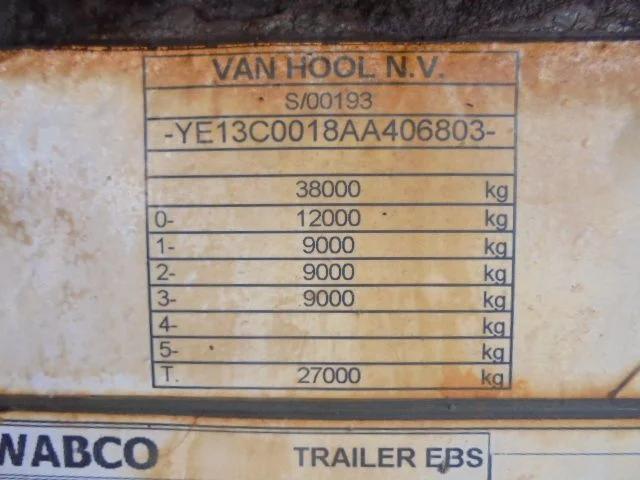 VAN HOOL N.V.
S/00193
-YE13C0018AA406803-
38000 kg
0- 12000 kg
1- 9000 kg
2- 9000 kg
3- 9000 kg
4- kg
5- kg
T. 27000 kg
WABCO TRAILER EBS